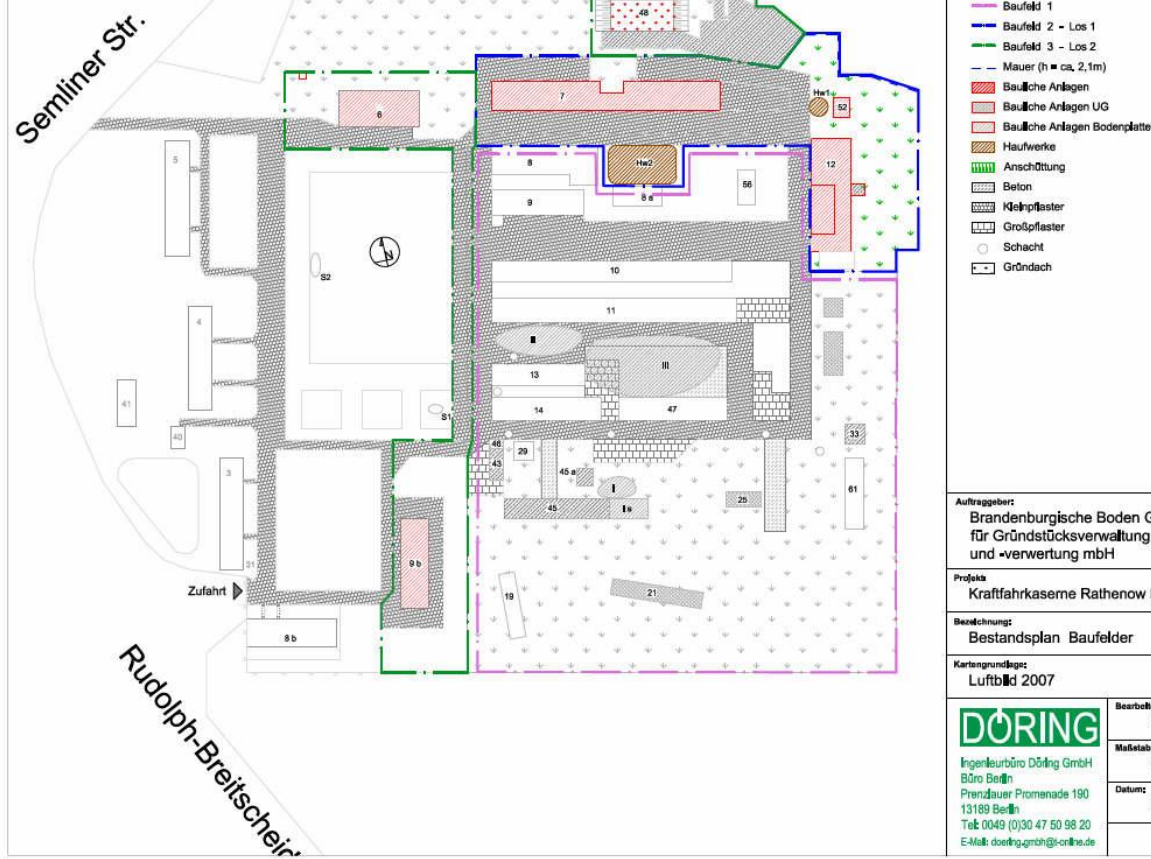 Semliner Str.
48
6
7
Hw1
52
5
8
Hw2
12
9
8 a
56
S2
N
10
11
4
II
III
13
41
14
47
S1
40
46
43
29
33
3
45 a
I
61
25
45
I a
31
9 b
Zufahrt
19
21
8 b
Rudolph-Breitscheid
Baufeld 1
Baufeld 2 - Los 1
Baufeld 3 - Los 2
Mauer (h = ca. 2,1m)
Bauliche Anlagen
Bauliche Anlagen UG
Bauliche Anlagen Bodenplatte
Haufwerke
Anschüttung
Beton
Kleinpflaster
Großpflaster
Schacht
Gründach
Auftraggeber:
Brandenburgische Boden G
für Grundstücksverwaltung
und -verwertung mbH
Projekt:
Kraftfahrkaserne Rathenow
Bezeichnung:
Bestandsplan Baufelder
Kartengrundlage:
Luftbild 2007
DÖRING
Ingenieurbüro Döring GmbH
Büro Berlin
Prenzlauer Promenade 190
13189 Berlin
Tel: 0049 (0)30 47 50 98 20
E-Mail: doering.gmbh@t-online.de
Bearbeit
Maßstab
Datum: